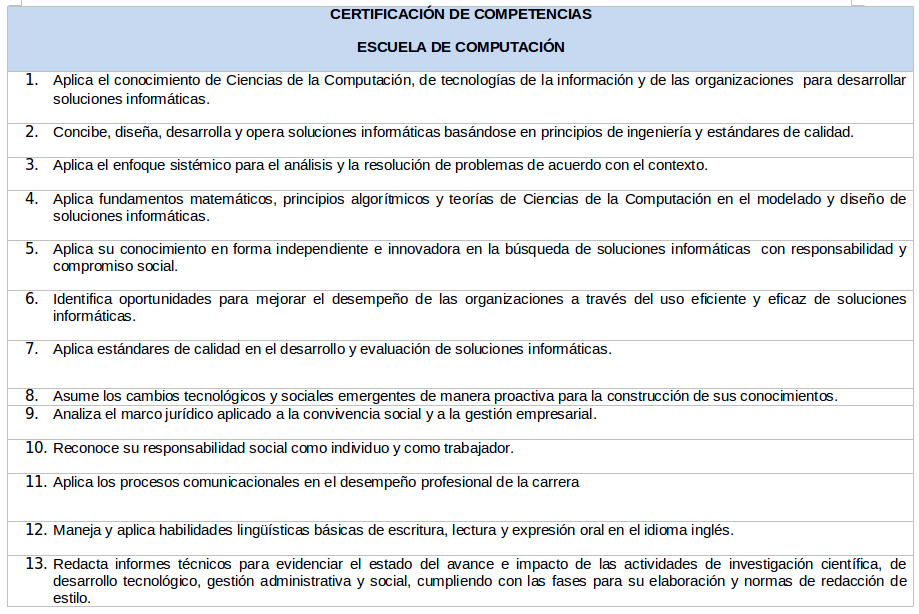 CERTIFICACIÓN DE COMPETENCIAS
ESCUELA DE COMPUTACIÓN
1. Aplica el conocimiento de Ciencias de la Computación, de tecnologías de la información y de las organizaciones para desarrollar
soluciones informáticas.
2. Concibe, diseña, desarrolla y opera soluciones informáticas basándose en principios de ingeniería y estándares de calidad.
3. Aplica el enfoque sistémico para el análisis y la resolución de problemas de acuerdo con el contexto.
4. Aplica fundamentos matemáticos, principios algorítmicos y teorías de Ciencias de la Computación en el modelado y diseño de
soluciones informáticas.
5. Aplica su conocimiento en forma independiente e innovadora en la búsqueda de soluciones informáticas con responsabilidad y
compromiso social.
6. Identifica oportunidades para mejorar el desempeño de las organizaciones a través del uso eficiente y eficaz de soluciones
informáticas.
7. Aplica estándares de calidad en el desarrollo y evaluación de soluciones informáticas.
8. Asume los cambios tecnológicos y sociales emergentes de manera proactiva para la construcción de sus conocimientos.
9. Analiza el marco jurídico aplicado a la convivencia social y a la gestión empresarial.
10. Reconoce su responsabilidad social como individuo y como trabajador.
11. Aplica los procesos comunicacionales en el desempeño profesional de la carrera
12. Maneja y aplica habilidades lingüísticas básicas de escritura, lectura y expresión oral en el idioma inglés.
13. Redacta informes técnicos para evidenciar el estado del avance e impacto de las actividades de investigación científica, de
desarrollo tecnológico, gestión administrativa y social, cumpliendo con las fases para su elaboración y normas de redacción de
estilo.